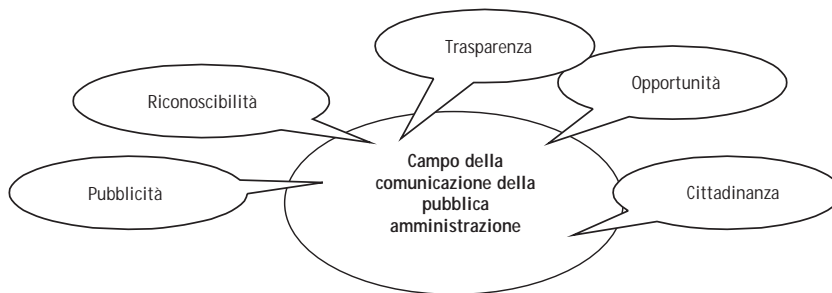 Trasparenza
Opportunità
Riconoscibilità
Campo della
comunicazione della
pubblica
amministrazione
Pubblicità
Cittadinanza